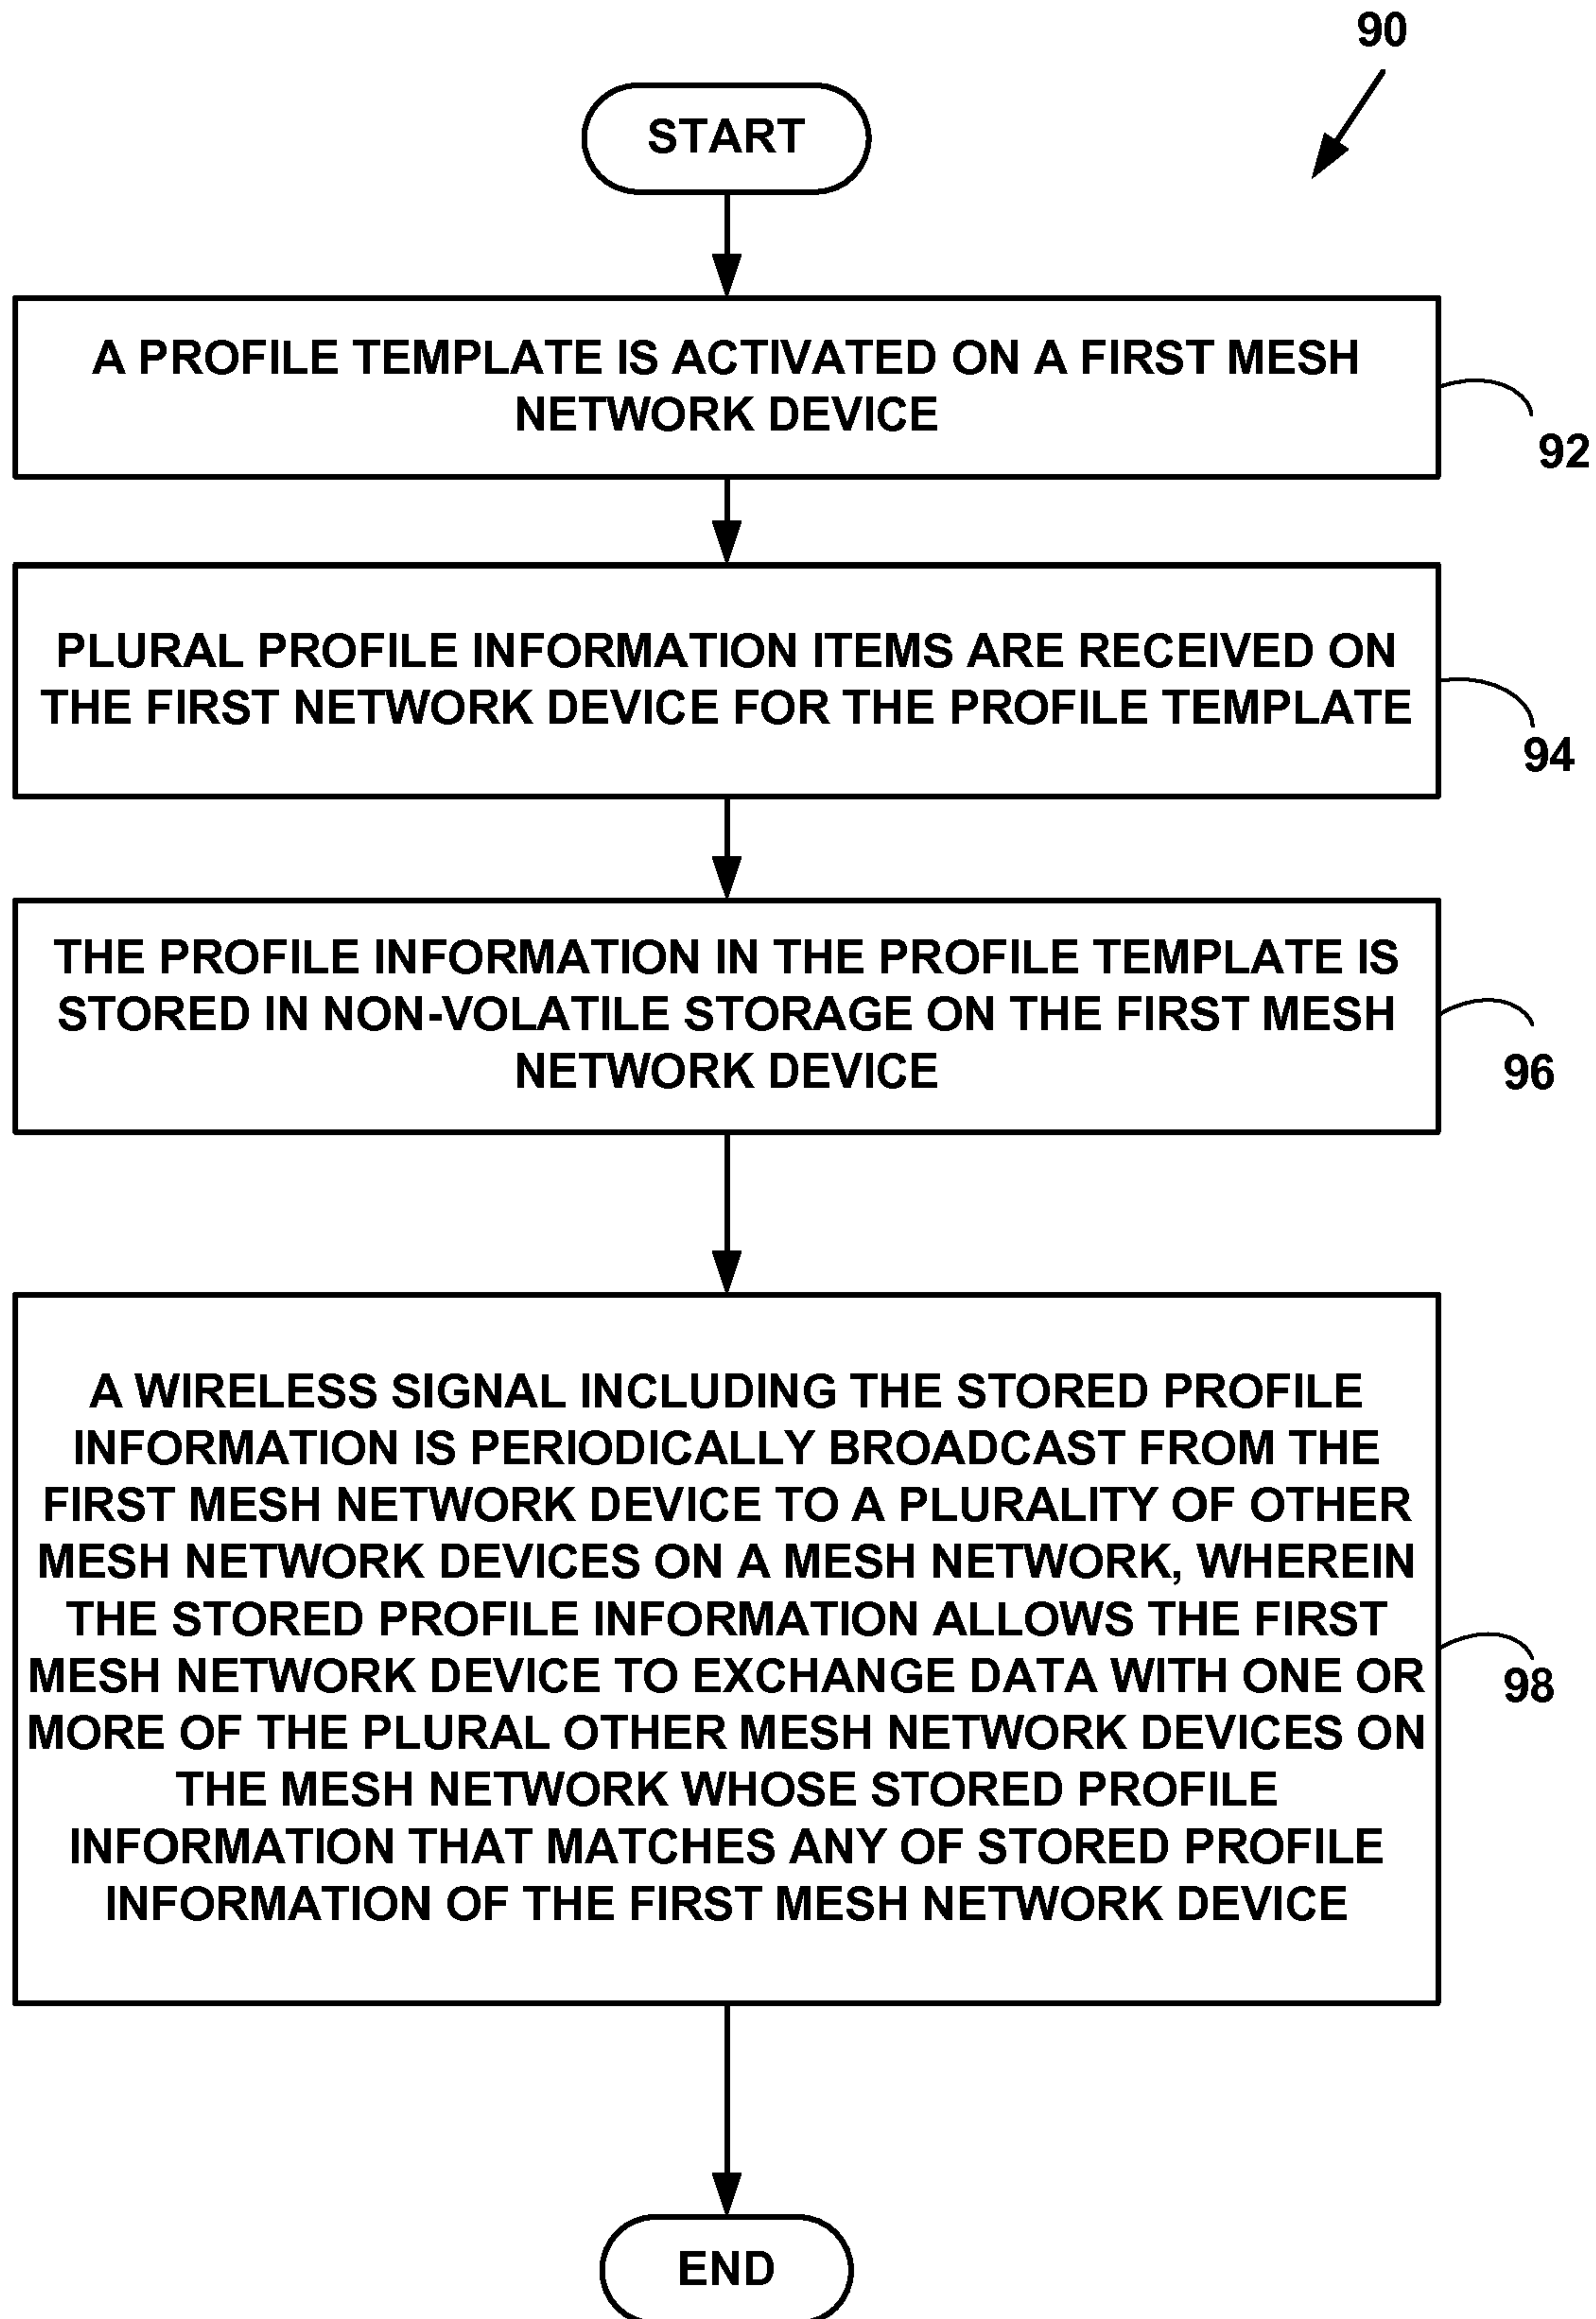 90
START
A PROFILE TEMPLATE IS ACTIVATED ON A FIRST MESH
NETWORK DEVICE
92
PLURAL PROFILE INFORMATION ITEMS ARE RECEIVED ON
THE FIRST NETWORK DEVICE FOR THE PROFILE TEMPLATE
94
THE PROFILE INFORMATION IN THE PROFILE TEMPLATE IS
STORED IN NON-VOLATILE STORAGE ON THE FIRST MESH
NETWORK DEVICE
96
A WIRELESS SIGNAL INCLUDING THE STORED PROFILE
INFORMATION IS PERIODICALLY BROADCAST FROM THE
FIRST MESH NETWORK DEVICE TO A PLURALITY OF OTHER
MESH NETWORK DEVICES ON A MESH NETWORK, WHEREIN
THE STORED PROFILE INFORMATION ALLOWS THE FIRST
MESH NETWORK DEVICE TO EXCHANGE DATA WITH ONE OR
MORE OF THE PLURAL OTHER MESH NETWORK DEVICES ON
THE MESH NETWORK WHOSE STORED PROFILE
INFORMATION THAT MATCHES ANY OF STORED PROFILE
INFORMATION OF THE FIRST MESH NETWORK DEVICE
98
END